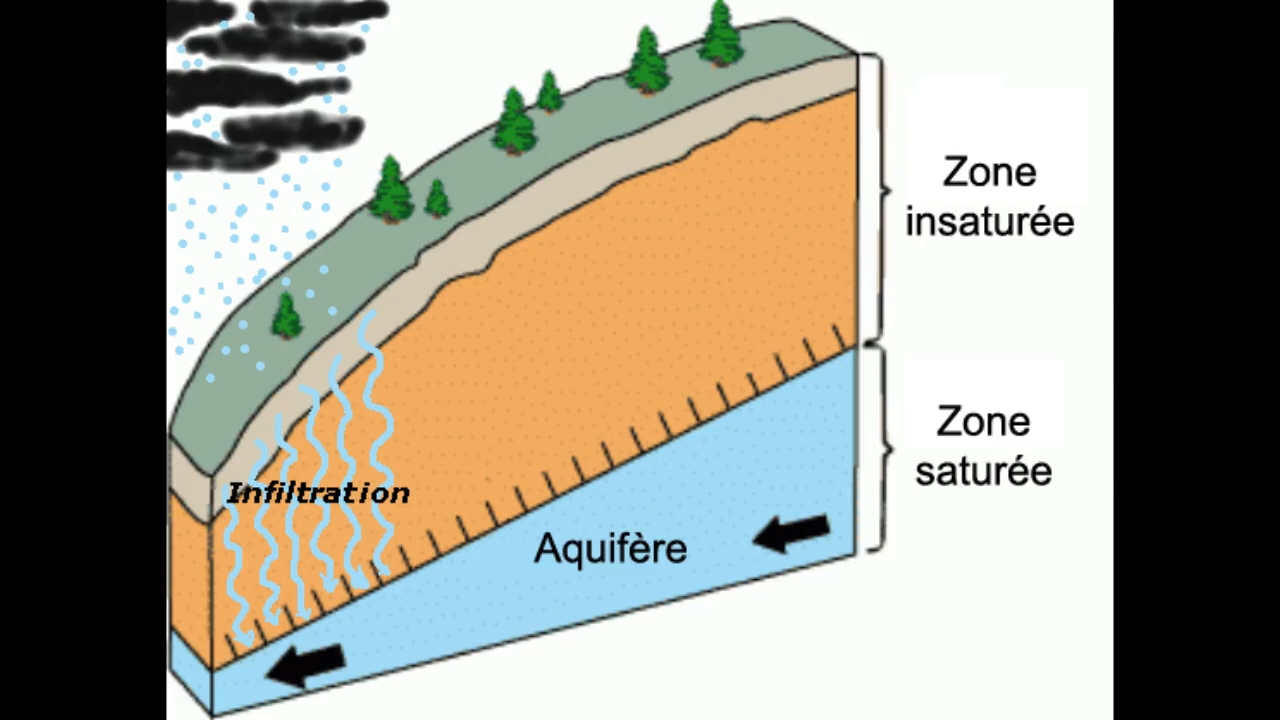 Zone
insaturée
Zone
saturée
Infiltration
Aquifère